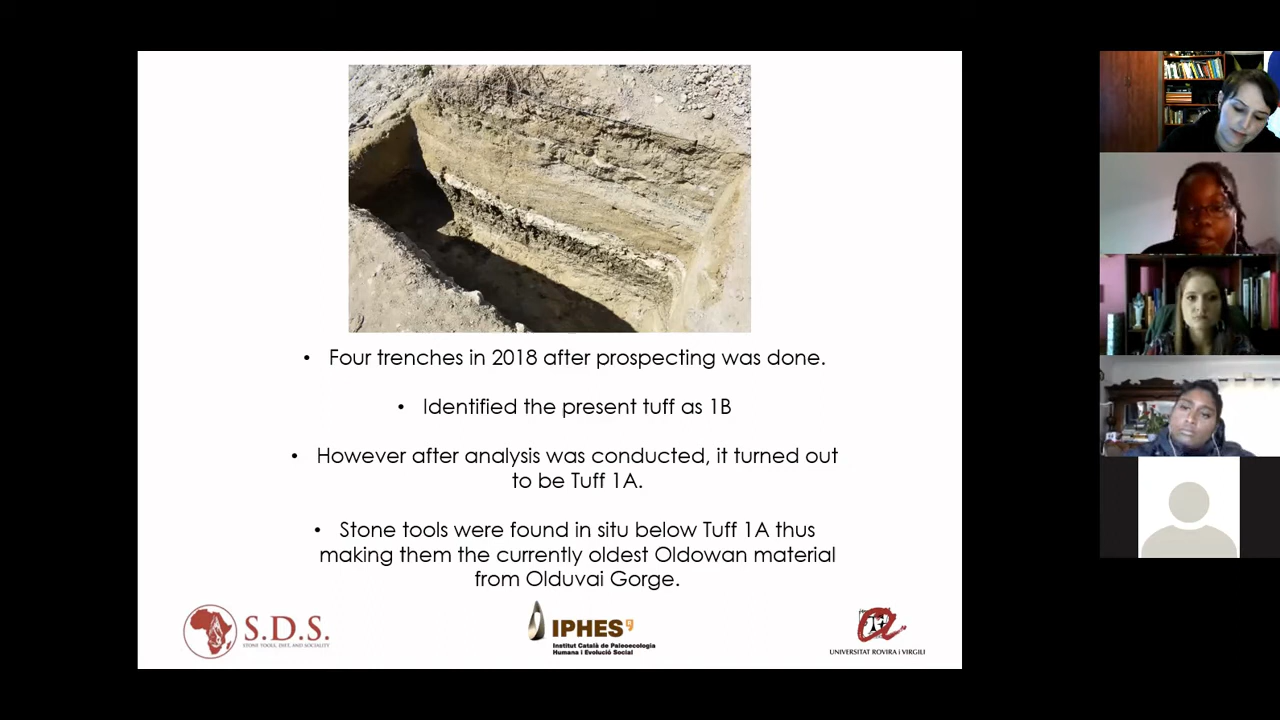 • Four trenches in 2018 after prospecting was done.
• Identified the present tuff as 1B
• However after analysis was conducted, it turned out
to be Tuff 1A.
• Stone tools were found in situ below Tuff 1A thus
making them the currently oldest Oldowan material
from Olduvai Gorge.
S.D.S.
STONE TOOLS, DIET, AND SOCIALITY
IPHES
Institut Català de Paleoecologia
Humana i Evolució Social
UNIVERSITAT ROVIRA i VIRGILI